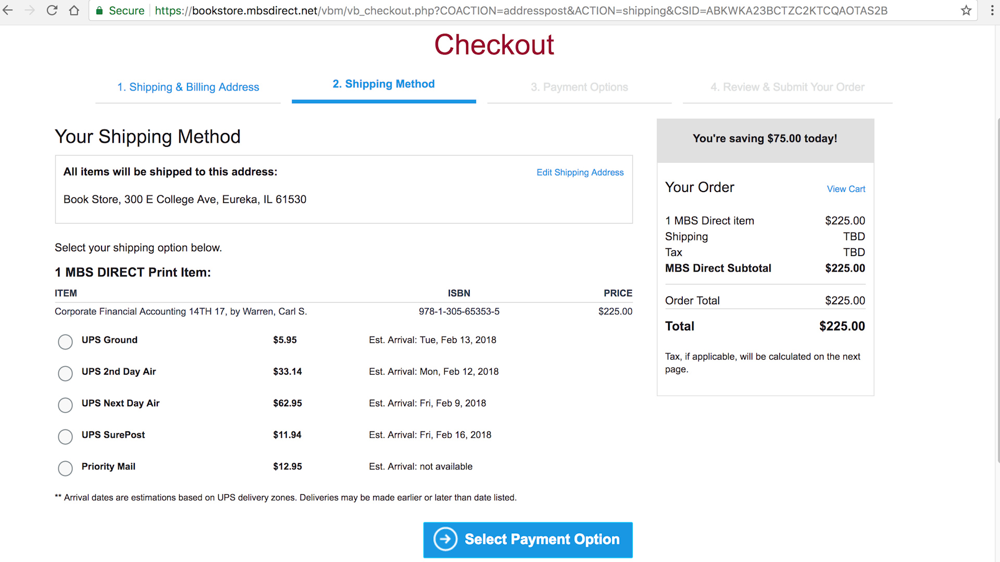 Secure https://bookstore.mbsdirect.net/vbm/vb_checkout.php?COACTION=addresspost&ACTION=shipping&CSID=ABKWKA23BCTZC2KTCQAOTAS2B
Checkout
1. Shipping & Billing Address 2. Shipping Method 3. Payment Options 4. Review & Submit Your Order
Your Shipping Method
All items will be shipped to this address: Edit Shipping Address
Book Store, 300 E College Ave, Eureka, IL 61530
Select your shipping option below.
1 MBS DIRECT Print Item:
ITEM ISBN PRICE
Corporate Financial Accounting 14TH 17, by Warren, Carl S. 978-1-305-65353-5 $225.00
UPS Ground $5.95 Est. Arrival: Tue, Feb 13, 2018
UPS 2nd Day Air $33.14 Est. Arrival: Mon, Feb 12, 2018
UPS Next Day Air $62.95 Est. Arrival: Fri, Feb 9, 2018
UPS SurePost $11.94 Est. Arrival: Fri, Feb 16, 2018
Priority Mail $12.95 Est. Arrival: not available
** Arrival dates are estimations based on UPS delivery zones. Deliveries may be made earlier or later than date listed.
Select Payment Option
You're saving $75.00 today!
Your Order View Cart
1 MBS Direct item $225.00
Shipping TBD
Tax TBD
MBS Direct Subtotal $225.00
Order Total $225.00
Total $225.00
Tax, if applicable, will be calculated on the next
page.